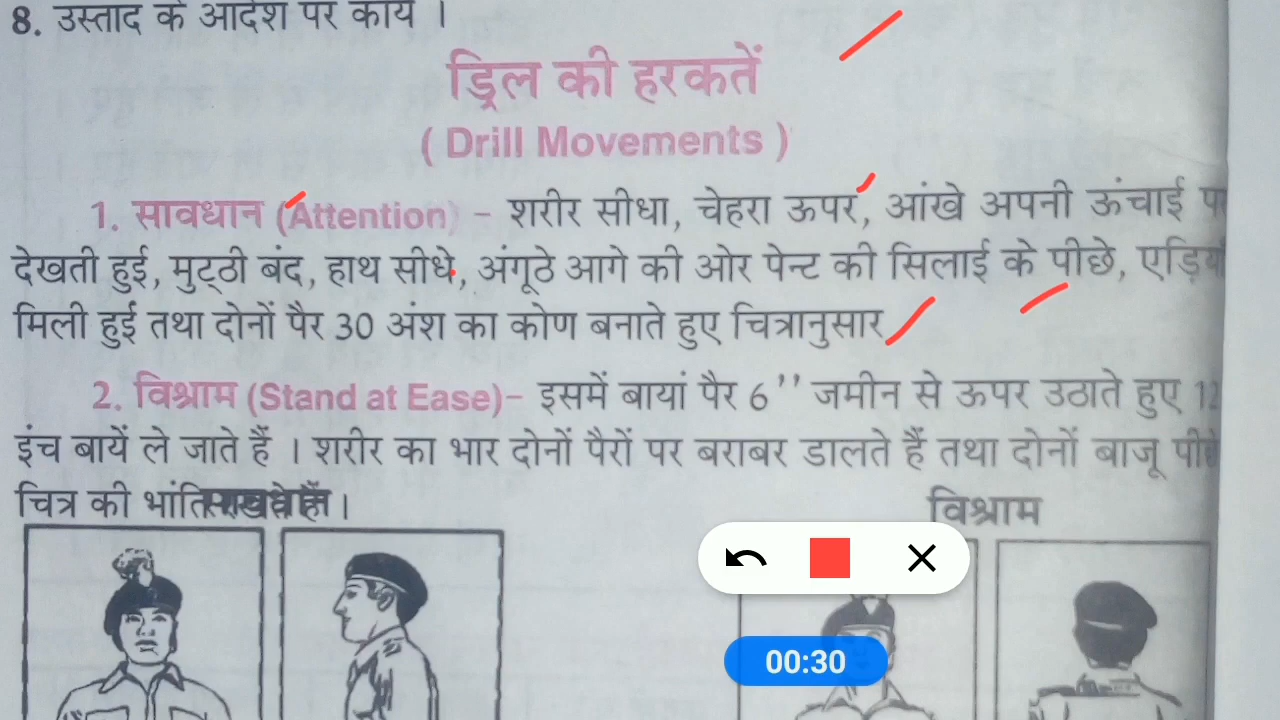 8. उस्ताद के आदेश पर कार्य ।
ड्रिल की हरकतें
( Drill Movements )
1. सावधान (Attention) - शरीर सीधा, चेहरा ऊपर, आंखे अपनी ऊंचाई
देखती हुई, मुट्ठी बंद, हाथ सीधे, अंगूठे आगे की ओर पेन्ट की सिलाई के पीछे,
मिली हुई तथा दोनों पैर 30 अंश का कोण बनाते हुए चित्रानुसार
2. विश्राम (Stand at Ease)- इसमें बायां पैर 6’’ जमीन से ऊपर उठाते हुए 12
इंच बायें ले जाते हैं । शरीर का भार दोनों पैरों पर बराबर डालते हैं तथा दोनों बाजू
चित्र की भांति
विश्राम
00:30